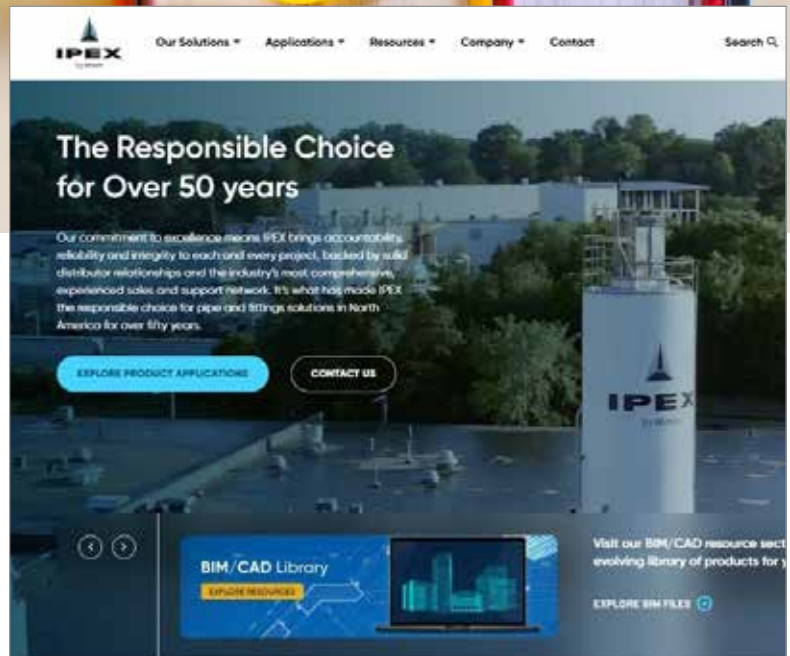 IPEX
by aliaxis
Our Solutions
Applications
Resources
Company
Contact
Search
The Responsible Choice
for Over 50 years
Our commitment to excellence means IPEX brings accountability,
reliability and integrity to each and every project, backed by solid
distributor relationships and the industry's most comprehensive,
experienced sales and support network. It's what has made IPEX
the responsible choice for pipe and fittings solutions in North
America for over fifty years.
EXPLORE PRODUCT APPLICATIONS
CONTACT US
IPEX
by aliaxis
BIM/CAD Library
EXPLORE RESOURCES
Visit our BIM/CAD resource sect
evolving library of products for y
EXPLORE BIM FILES